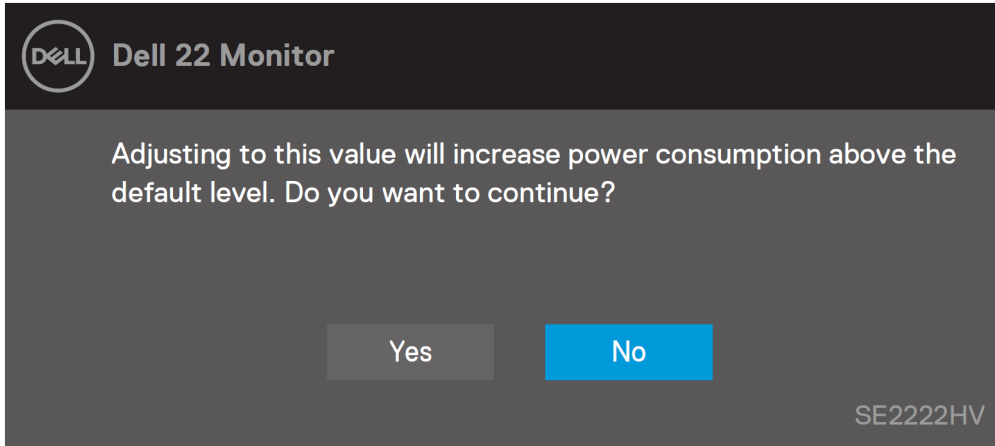 DELL Dell 22 Monitor
Adjusting to this value will increase power consumption above the
default level. Do you want to continue?
Yes No
SE2222HV